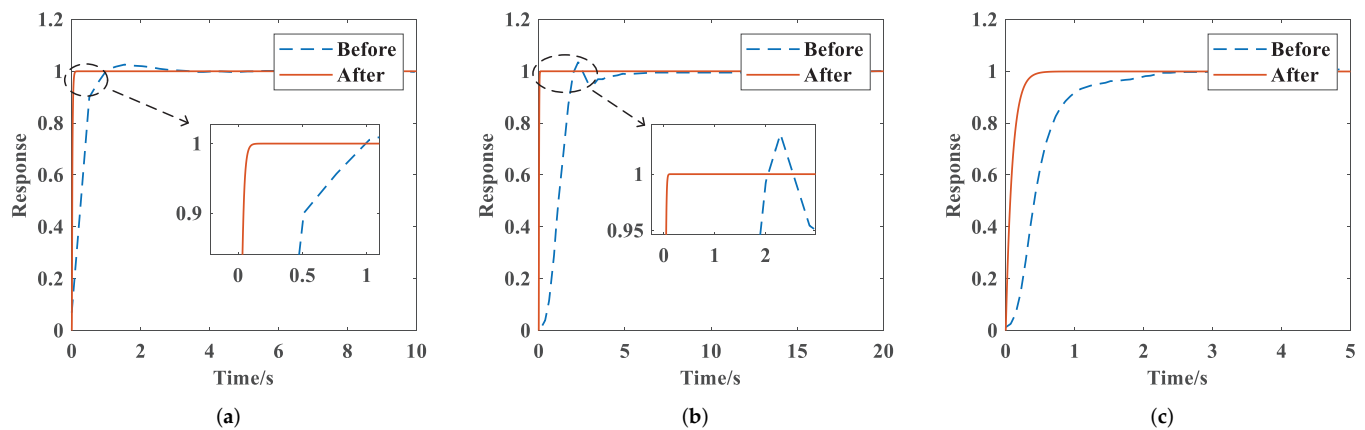 1.2
1
0.8
0.6
0.4
0.2
0
Response
0 2 4 6 8 10
Time/s
Before
After
1
0.9
0 0.5 1
(a)
1.2
1
0.8
0.6
0.4
0.2
0
Response
0 5 10 15 20
Time/s
Before
After
1
0.95
0 1 2
(b)
1.2
1
0.8
0.6
0.4
0.2
0
Response
0 1 2 3 4 5
Time/s
Before
After
(c)